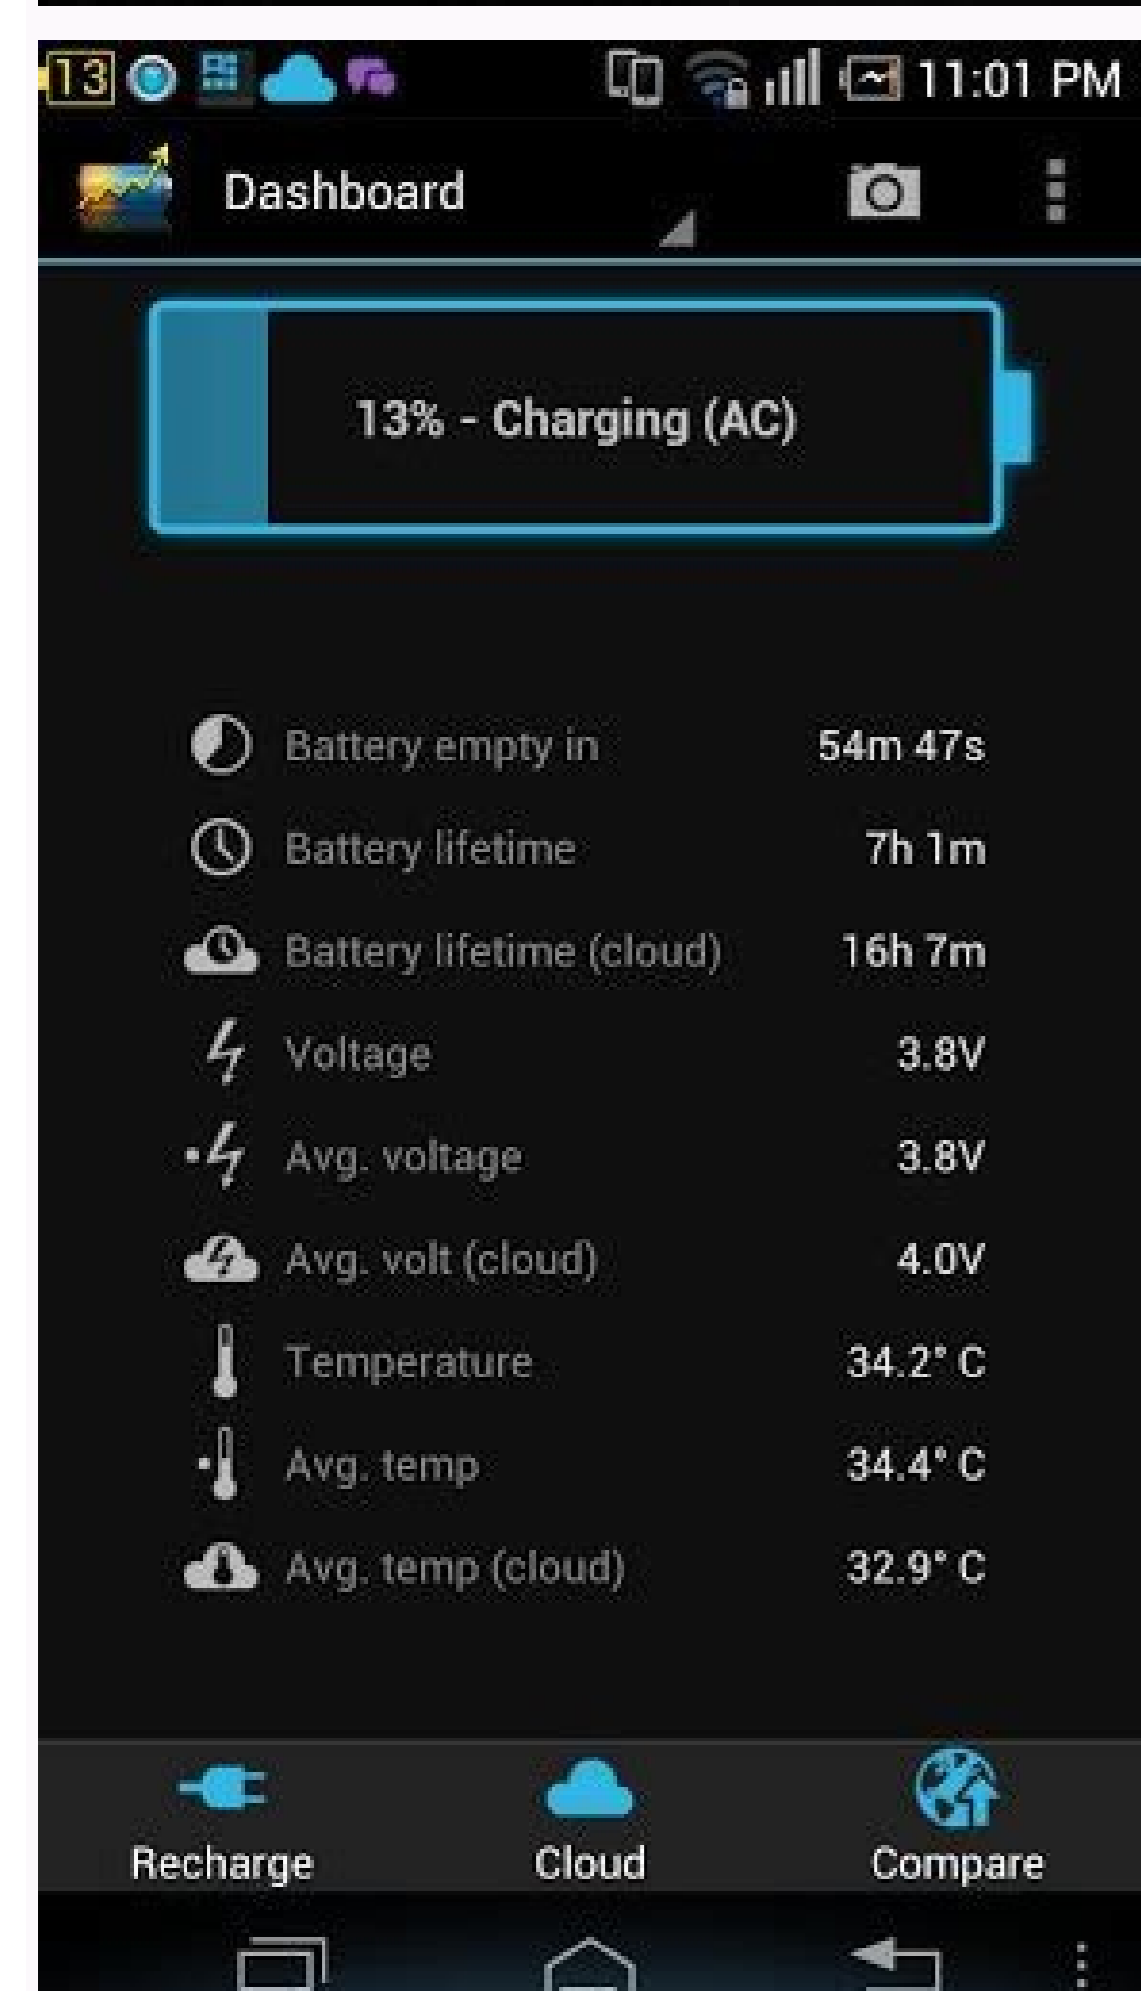 13 11:01 PM
Dashboard
13% - Charging (AC)
Battery empty in 54m 47s
Battery lifetime 7h 1m
Battery lifetime (cloud) 16h 7m
Voltage 3.8V
Avg. voltage 3.8V
Avg. volt (cloud) 4.0V
Temperature 34.2° C
Avg. temp 34.4° C
Avg. temp (cloud) 32.9° C
Recharge Cloud Compare